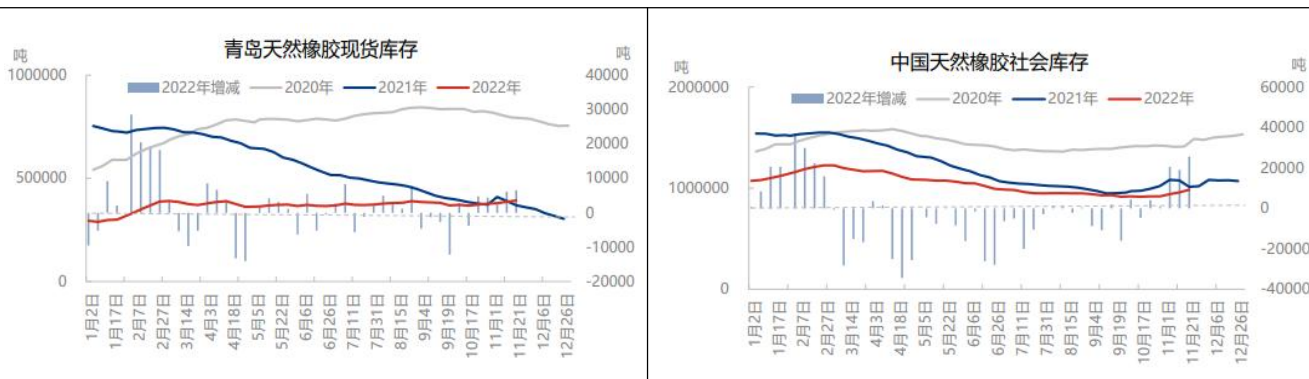 青岛天然橡胶现货库存
吨
吨
2022年增减 2020年 2021年 2022年
1000000
500000
0
40000
30000
20000
10000
0
-10000
-20000
1月2日
1月17日
2月7日
2月27日
3月14日
4月3日
4月18日
5月5日
5月22日
6月6日
6月26日
7月11日
7月31日
8月15日
9月4日
9月19日
10月17日
11月1日
11月21日
12月6日
12月26日
中国天然橡胶社会库存
吨
吨
2022年增减 2020年 2021年 2022年
2000000
1000000
0
60000
40000
20000
0
-20000
-40000
1月2日
1月17日
2月7日
2月27日
3月14日
4月3日
4月18日
5月5日
5月22日
6月6日
6月26日
7月11日
7月31日
8月15日
9月4日
9月19日
10月17日
11月1日
11月21日
12月6日
12月26日